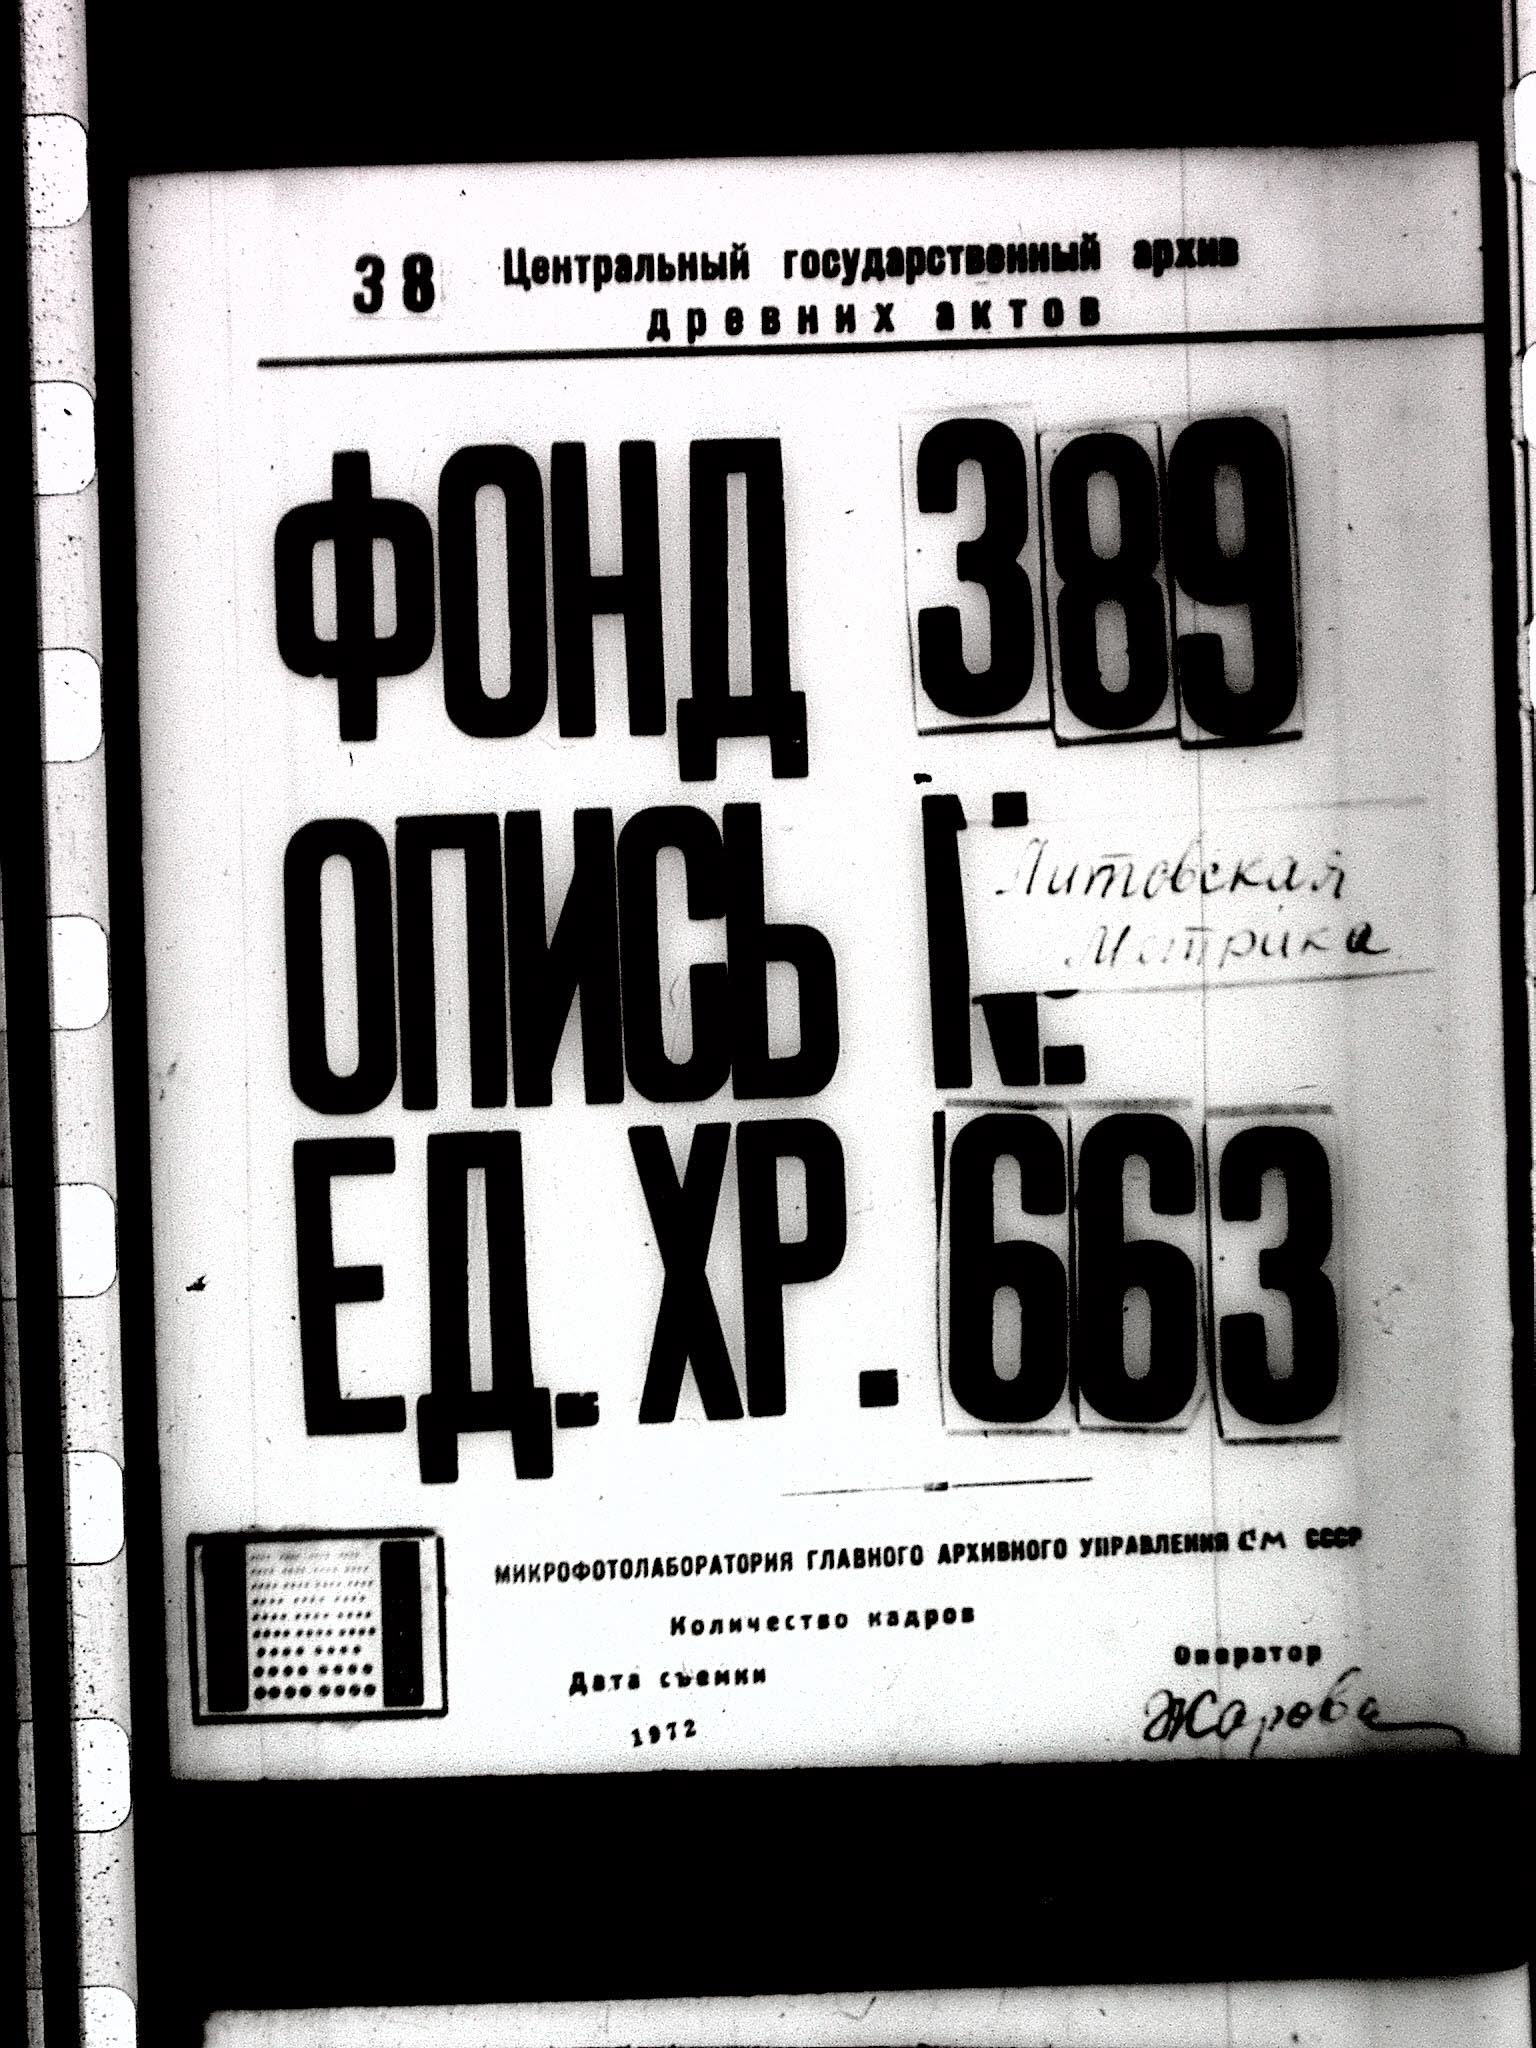 38 Центральный государственный архив
древних актов
ФОНД 389
ОПИСЬ №
Литовская
Метрика
ЕД. ХР. 663
МИКРОФОТОЛАБОРАТОРИЯ ГЛАВНОГО АРХИВНОГО УПРАВЛЕНИЯ СМ СССР
Количество кадров
Дата съемки
Оператор
1972
Жарова